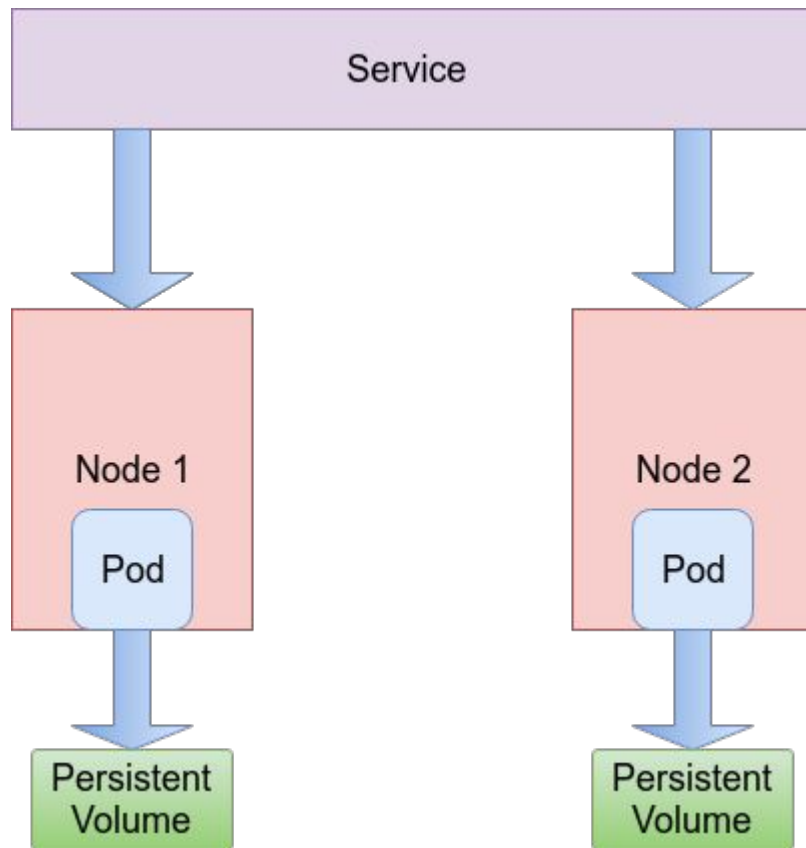 Service
Node 1
Node 2
Pod
Pod
Persistent
Volume
Persistent
Volume